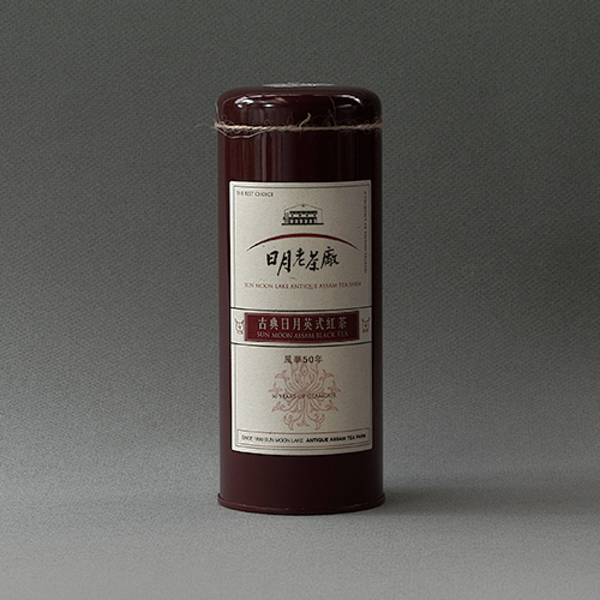 THE BEST CHOICE
日月老茶廠
SUN MOON LAKE ANTIQUE ASSAM TEA FARM
古典日月英式紅茶
SUN MOON ASSAM BLACK TEA
風華50年
50 YEARS OF GLAMOUR
SUN MOON LAKE ANTIQUE ASSAM TEA FARM